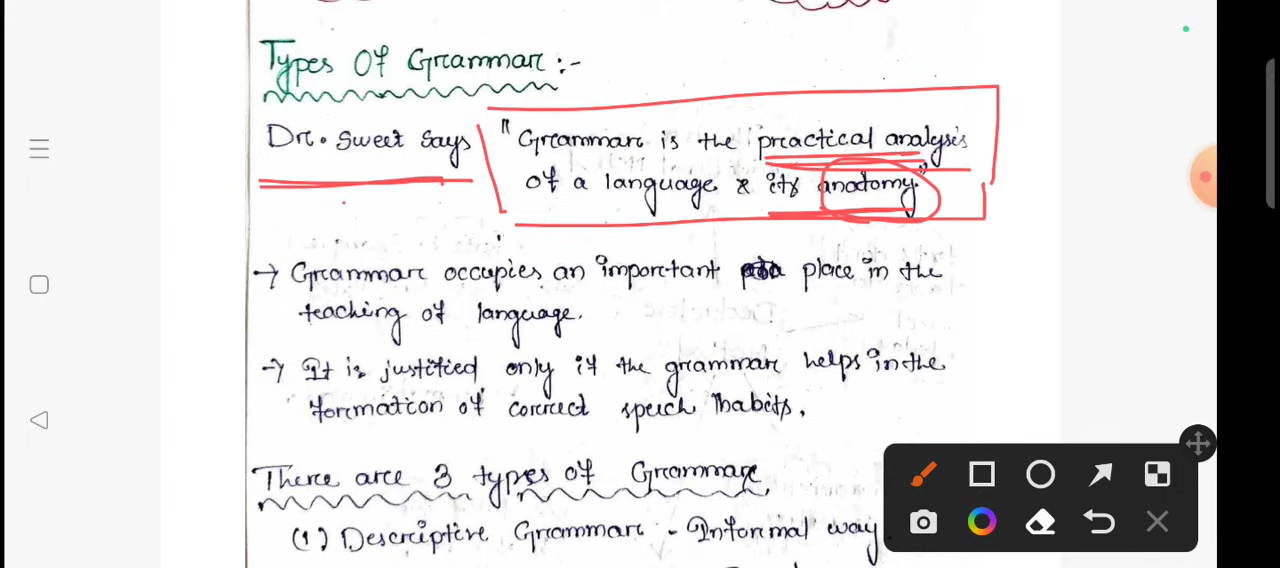 Types Of Grammar :-
Dr. Sweet Says "Grammar is the practical analysis
of a language & its anatomy."
→ Grammar occupies an important place in the
teaching of language.
→ It is justified only if the grammar helps in the
formation of correct speech habits.
There are 3 types of Grammar
(1) Descriptive Grammar - Informal way